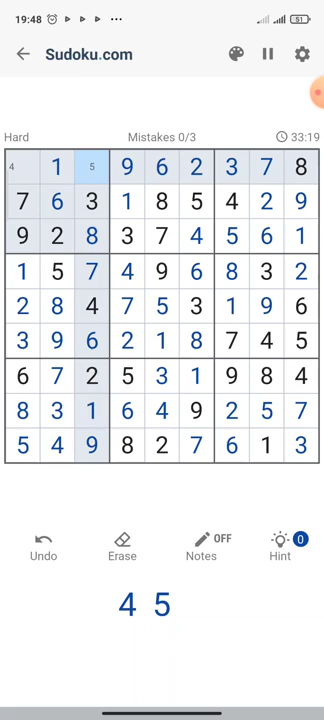 19:48 51
Sudoku.com
Hard Mistakes 0/3 33:19
4 1 5 9 6 2 3 7 8
7 6 3 1 8 5 4 2 9
9 2 8 3 7 4 5 6 1
1 5 7 4 9 6 8 3 2
2 8 4 7 5 3 1 9 6
3 9 6 2 1 8 7 4 5
6 7 2 5 3 1 9 8 4
8 3 1 6 4 9 2 5 7
5 4 9 8 2 7 6 1 3
OFF 0
Undo Erase Notes Hint
4 5